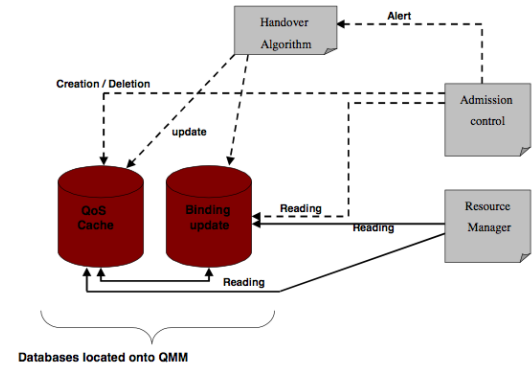 Handover
Algorithm
Alert
Creation / Deletion
Admission
control
update
QoS
Cache
Binding
update
Reading
Reading
Resource
Manager
Reading
Databases located onto QMM